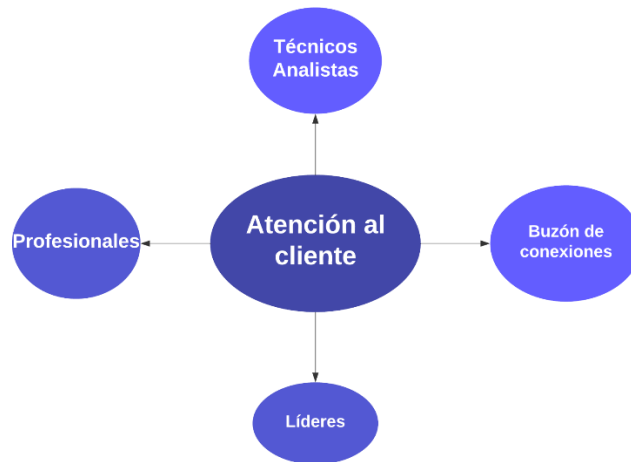 Técnicos
Analistas
Profesionales
Atención al
cliente
Buzón de
conexiones
Líderes